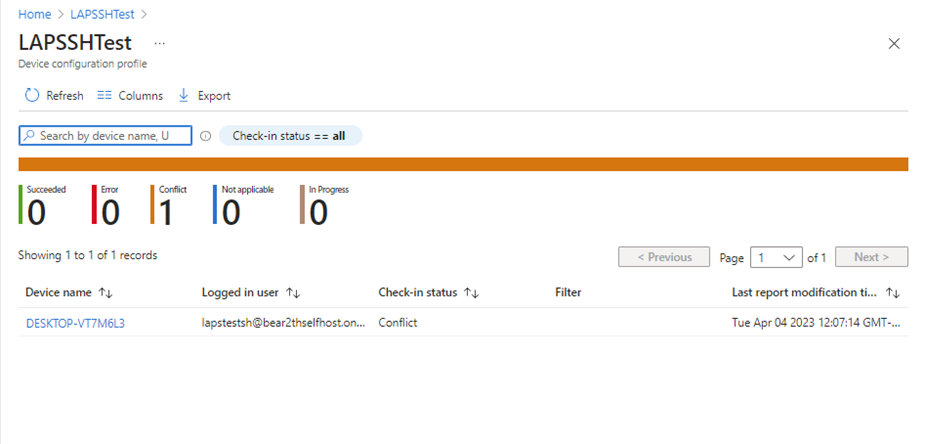 Home > LAPSSHTest >
LAPSSHTest ...
Device configuration profile
Refresh Columns Export
Search by device name, U Check-in status == all
Succeeded Error Conflict Not applicable In Progress
0 0 1 0 0
Showing 1 to 1 of 1 records < Previous Page 1 of 1 Next >
Device name Logged in user Check-in status Filter Last report modification ti...
DESKTOP-VT7M6L3 lapstestsh@bear2thselfhost.on... Conflict Tue Apr 04 2023 12:07:14 GMT-...